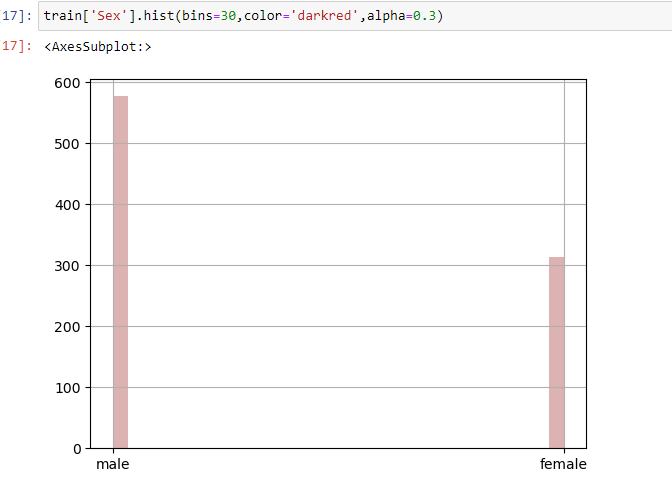 17]: train['Sex'].hist(bins=30,color='darkred',alpha=0.3)
17]: <AxesSubplot:>
600
500
400
300
200
100
0
male female